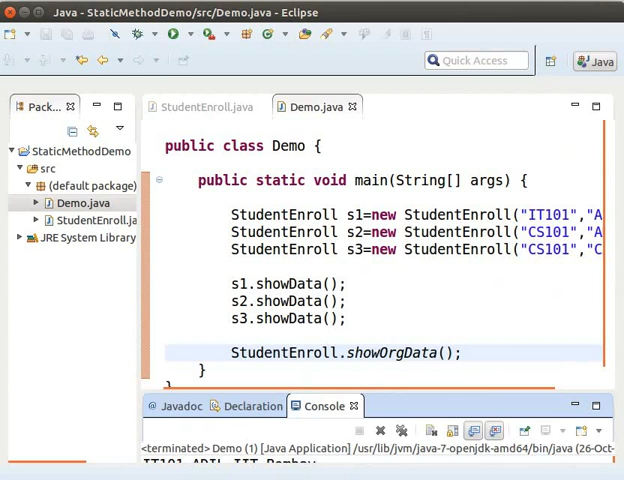 Java - StaticMethodDemo/src/Demo.java - Eclipse
Quick Access
Java
Pack...
StudentEnroll.java
Demo.java
StaticMethodDemo
src
(default package)
Demo.java
StudentEnroll.ja
JRE System Library
public class Demo {
public static void main(String[] args) {
StudentEnroll s1=new StudentEnroll("IT101","A
StudentEnroll s2=new StudentEnroll("CS101","A
StudentEnroll s3=new StudentEnroll("CS101","C
s1.showData();
s2.showData();
s3.showData();
StudentEnroll.showOrgData();
}
}
@ Javadoc
Declaration
Console
<terminated> Demo (1) [Java Application] /usr/lib/jvm/java-7-openjdk-amd64/bin/java (26-Oct-
IT101 ADIL IIT Bombay